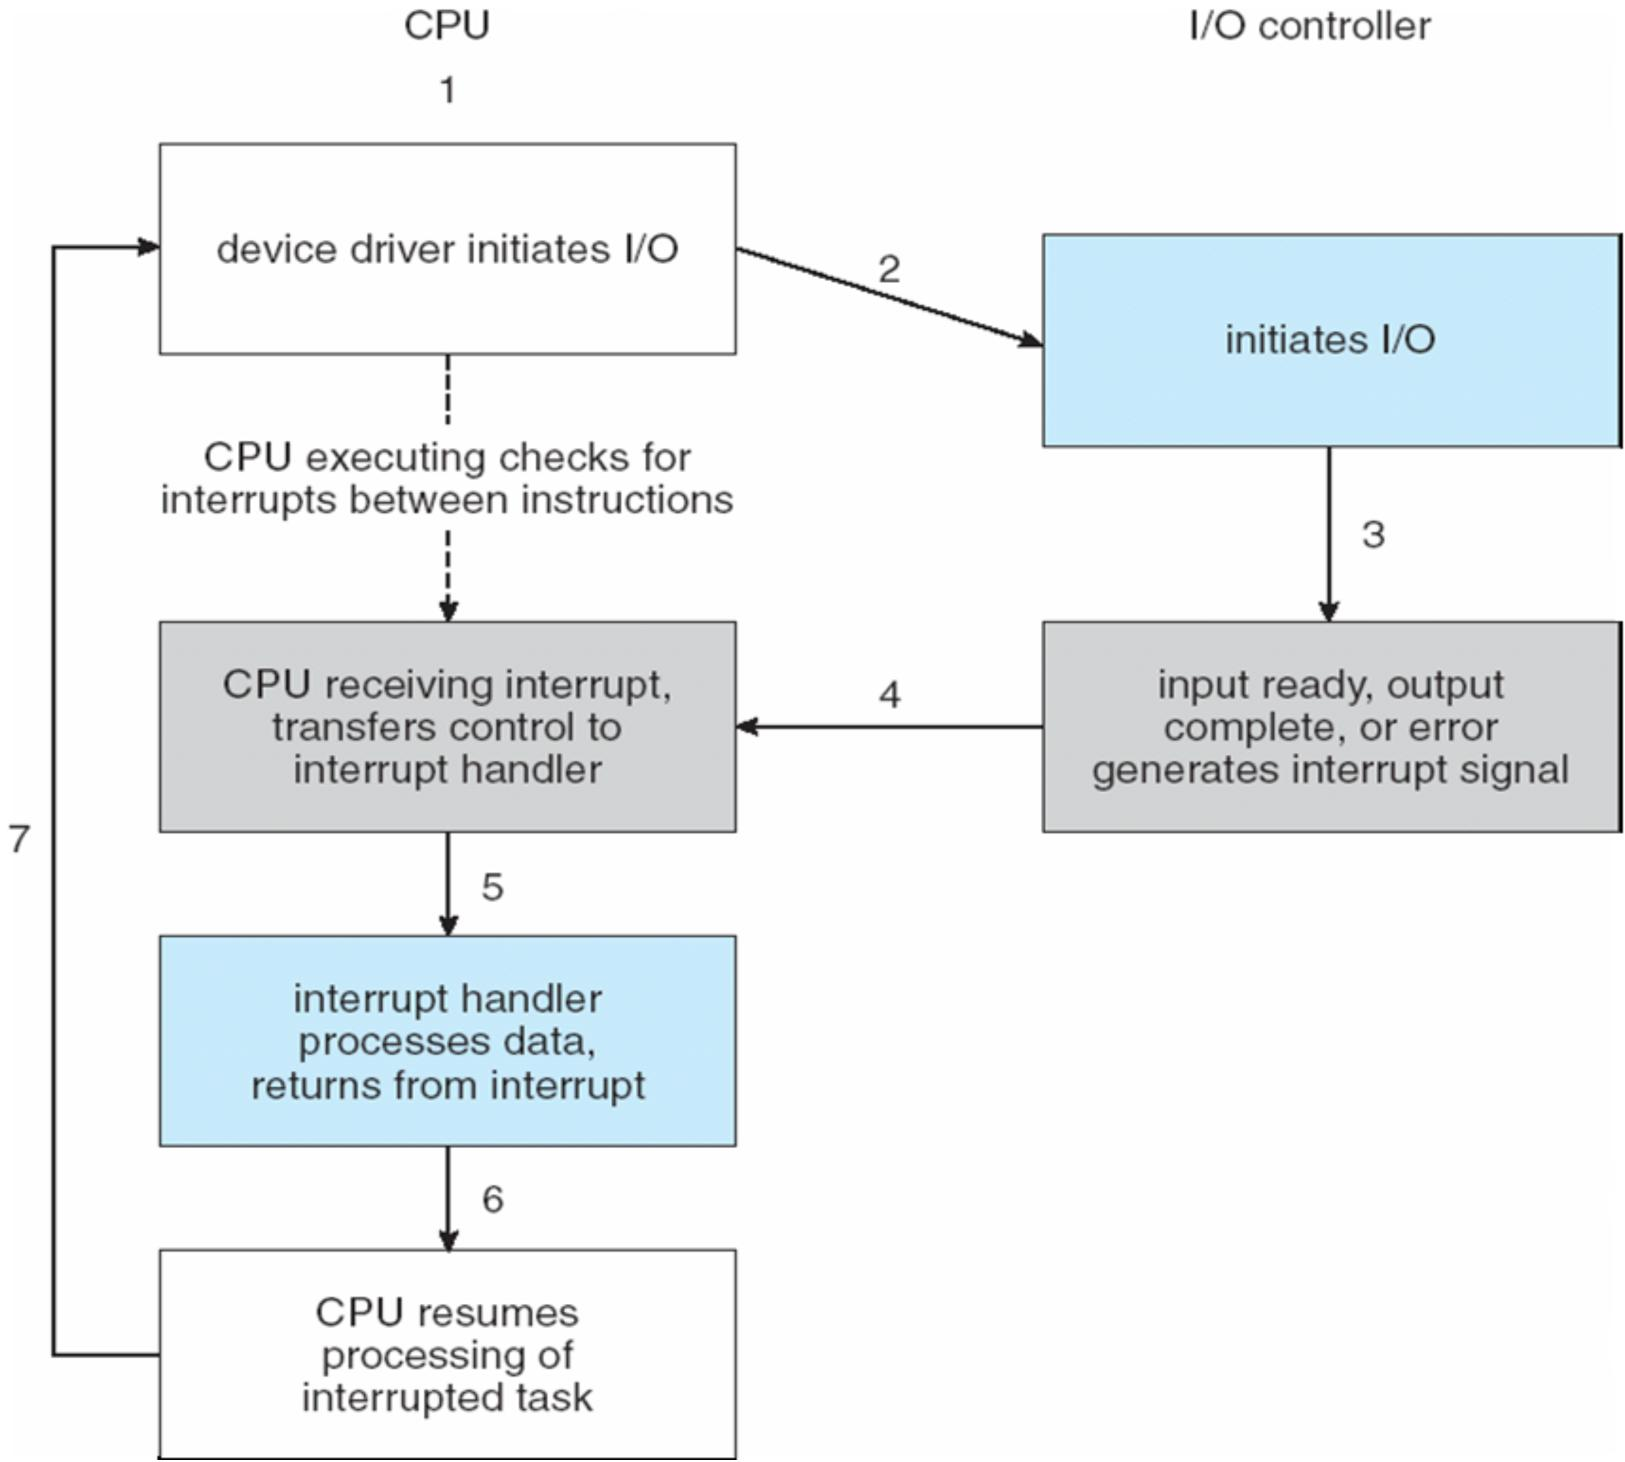 CPU
I/O controller
1
device driver initiates I/O
2
initiates I/O
CPU executing checks for
interrupts between instructions
3
CPU receiving interrupt,
transfers control to
interrupt handler
4
input ready, output
complete, or error
generates interrupt signal
7
5
interrupt handler
processes data,
returns from interrupt
6
CPU resumes
processing of
interrupted task